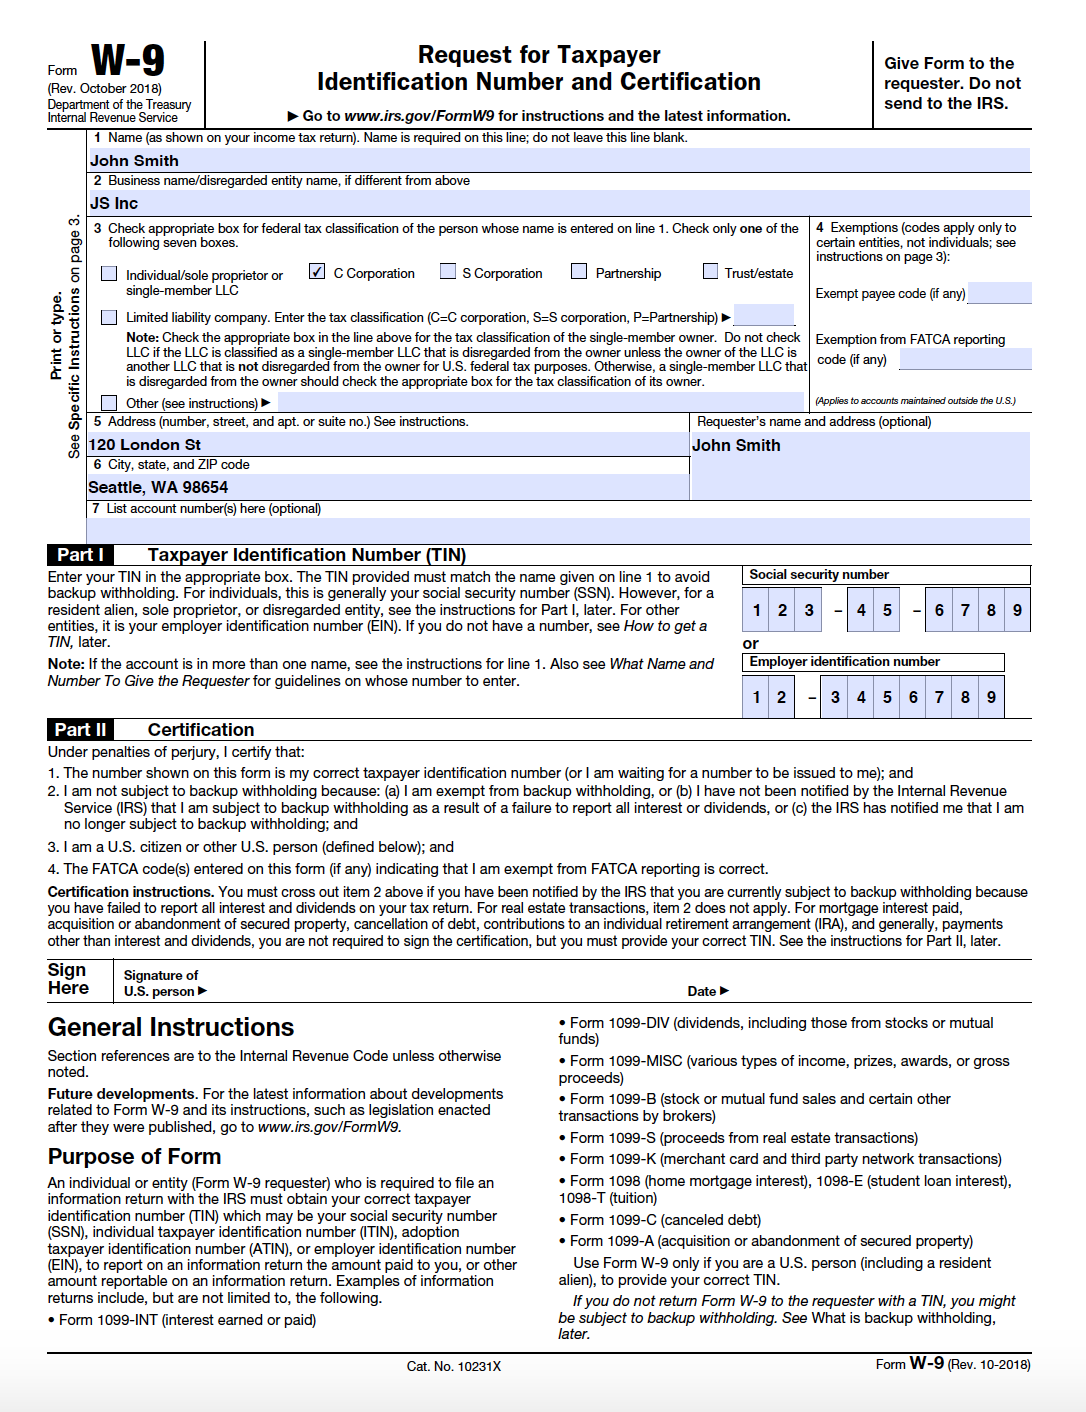 Form W-9
(Rev. October 2018)
Department of the Treasury
Internal Revenue Service
Request for Taxpayer
Identification Number and Certification
▶ Go to www.irs.gov/FormW9 for instructions and the latest information.
Give Form to the
requester. Do not
send to the IRS.
Print or type.
See Specific Instructions on page 3.
1 Name (as shown on your income tax return). Name is required on this line; do not leave this line blank.
John Smith
2 Business name/disregarded entity name, if different from above
JS Inc
3 Check appropriate box for federal tax classification of the person whose name is entered on line 1. Check only one of the
following seven boxes.
Individual/sole proprietor or
single-member LLC
✓ C Corporation
S Corporation
Partnership
Trust/estate
Limited liability company. Enter the tax classification (C=C corporation, S=S corporation, P=Partnership) ▶
Note: Check the appropriate box in the line above for the tax classification of the single-member owner. Do not check
LLC if the LLC is classified as a single-member LLC that is disregarded from the owner unless the owner of the LLC is
another LLC that is not disregarded from the owner for U.S. federal tax purposes. Otherwise, a single-member LLC that
is disregarded from the owner should check the appropriate box for the tax classification of its owner.
Other (see instructions) ▶
4 Exemptions (codes apply only to
certain entities, not individuals; see
instructions on page 3):
Exempt payee code (if any)
Exemption from FATCA reporting
code (if any)
(Applies to accounts maintained outside the U.S.)
5 Address (number, street, and apt. or suite no.) See instructions.
120 London St
6 City, state, and ZIP code
Seattle, WA 98654
Requester's name and address (optional)
John Smith
7 List account number(s) here (optional)
Part I Taxpayer Identification Number (TIN)
Enter your TIN in the appropriate box. The TIN provided must match the name given on line 1 to avoid
backup withholding. For individuals, this is generally your social security number (SSN). However, for a
resident alien, sole proprietor, or disregarded entity, see the instructions for Part I, later. For other
entities, it is your employer identification number (EIN). If you do not have a number, see How to get a
TIN, later.
Note: If the account is in more than one name, see the instructions for line 1. Also see What Name and
Number To Give the Requester for guidelines on whose number to enter.
Social security number
1 2 3 – 4 5 – 6 7 8 9
or
Employer identification number
1 2 – 3 4 5 6 7 8 9
Part II Certification
Under penalties of perjury, I certify that:
1. The number shown on this form is my correct taxpayer identification number (or I am waiting for a number to be issued to me); and
2. I am not subject to backup withholding because: (a) I am exempt from backup withholding, or (b) I have not been notified by the Internal Revenue
Service (IRS) that I am subject to backup withholding as a result of a failure to report all interest or dividends, or (c) the IRS has notified me that I am
no longer subject to backup withholding; and
3. I am a U.S. citizen or other U.S. person (defined below); and
4. The FATCA code(s) entered on this form (if any) indicating that I am exempt from FATCA reporting is correct.
Certification instructions. You must cross out item 2 above if you have been notified by the IRS that you are currently subject to backup withholding because
you have failed to report all interest and dividends on your tax return. For real estate transactions, item 2 does not apply. For mortgage interest paid,
acquisition or abandonment of secured property, cancellation of debt, contributions to an individual retirement arrangement (IRA), and generally, payments
other than interest and dividends, you are not required to sign the certification, but you must provide your correct TIN. See the instructions for Part II, later.
Sign
Here
Signature of
U.S. person ▶
Date ▶
General Instructions
Section references are to the Internal Revenue Code unless otherwise
noted.
Future developments. For the latest information about developments
related to Form W-9 and its instructions, such as legislation enacted
after they were published, go to www.irs.gov/FormW9.
Purpose of Form
An individual or entity (Form W-9 requester) who is required to file an
information return with the IRS must obtain your correct taxpayer
identification number (TIN) which may be your social security number
(SSN), individual taxpayer identification number (ITIN), adoption
taxpayer identification number (ATIN), or employer identification number
(EIN), to report on an information return the amount paid to you, or other
amount reportable on an information return. Examples of information
returns include, but are not limited to, the following.
• Form 1099-INT (interest earned or paid)
• Form 1099-DIV (dividends, including those from stocks or mutual
funds)
• Form 1099-MISC (various types of income, prizes, awards, or gross
proceeds)
• Form 1099-B (stock or mutual fund sales and certain other
transactions by brokers)
• Form 1099-S (proceeds from real estate transactions)
• Form 1099-K (merchant card and third party network transactions)
• Form 1098 (home mortgage interest), 1098-E (student loan interest),
1098-T (tuition)
• Form 1099-C (canceled debt)
• Form 1099-A (acquisition or abandonment of secured property)
Use Form W-9 only if you are a U.S. person (including a resident
alien), to provide your correct TIN.
If you do not return Form W-9 to the requester with a TIN, you might
be subject to backup withholding. See What is backup withholding,
later.
Cat. No. 10231X
Form W-9 (Rev. 10-2018)